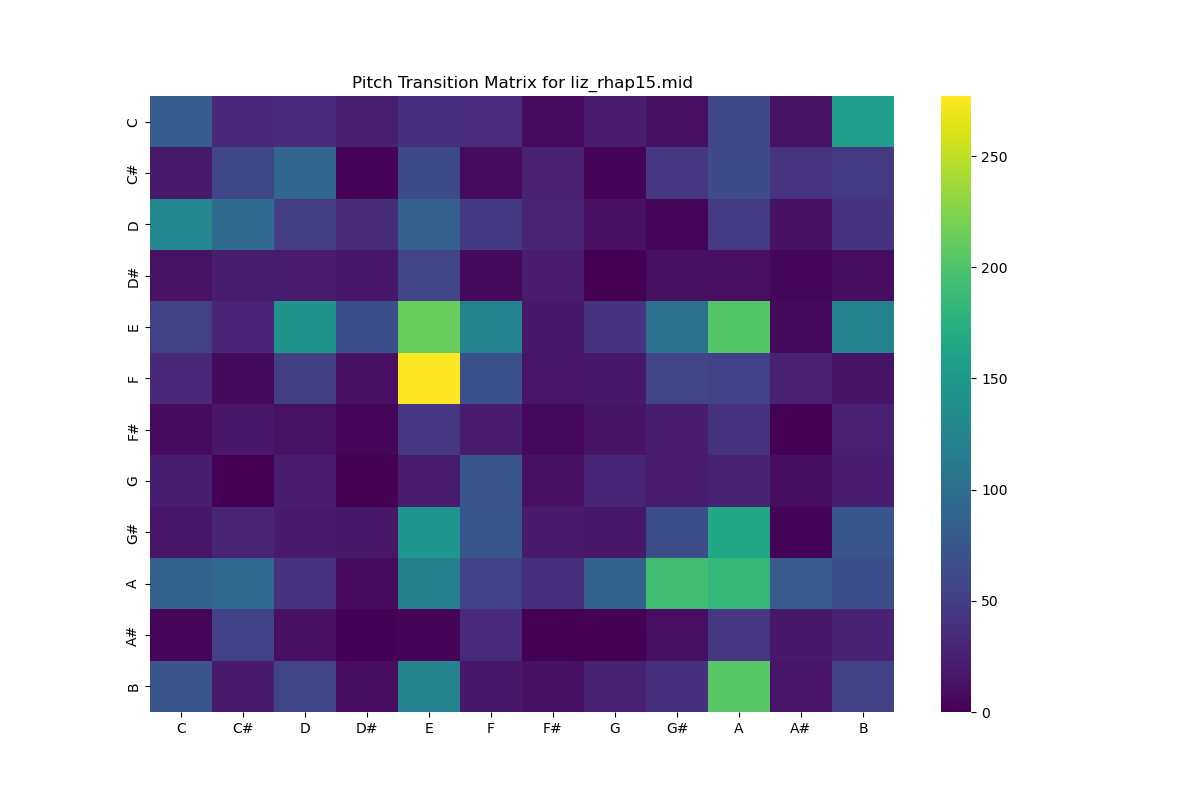 Pitch Transition Matrix for liz_rhap15.mid
C
C#
D
D#
E
F
F#
G
G#
A
A#
B
C C# D D# E F F# G G# A A# B
250
200
150
100
50
0